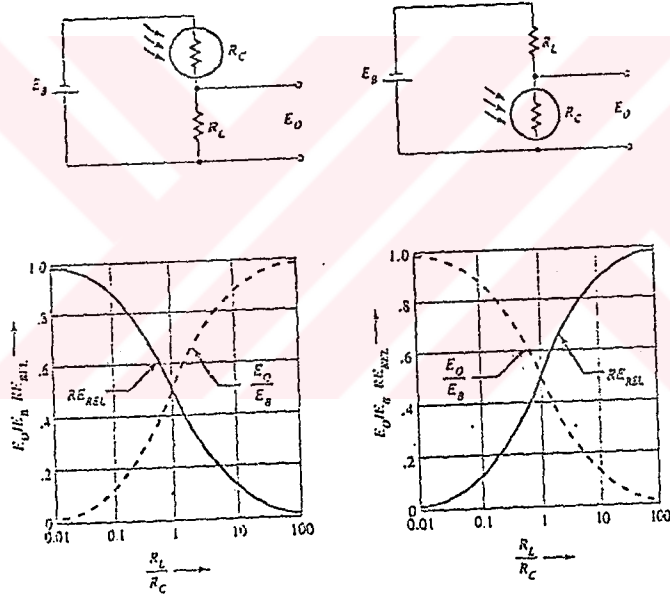 E_B
R_C
R_L
E_O
E_B
R_L
R_C
E_O
E_O/E_B RE_REL
1.0
.8
.6
.4
.2
0
RE_REL
E_O
E_B
0.01 0.1 1 10 100
R_L
R_C
E_O/E_B RE_REL
1.0
.8
.6
.4
.2
0
E_O
E_B
RE_REL
0.01 0.1 1 10 100
R_L
R_C